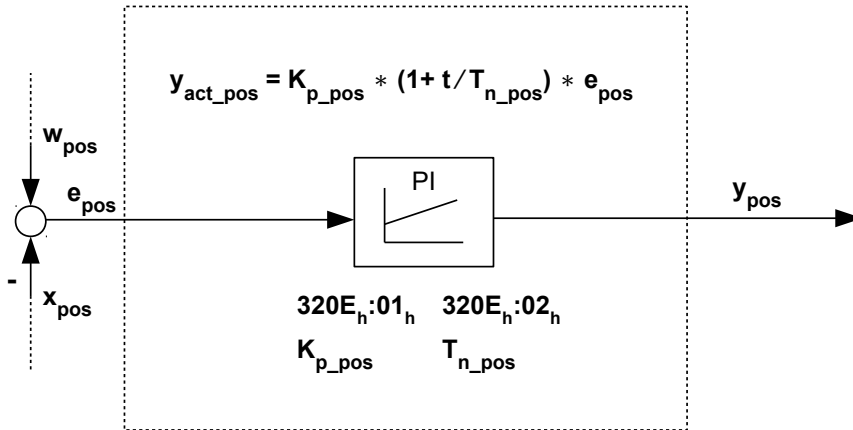 y_act_pos = K_p_pos * (1+ t/T_n_pos) * e_pos
w_pos
PI
e_pos
y_pos
-
x_pos
320E_h:01_h 320E_h:02_h
K_p_pos T_n_pos